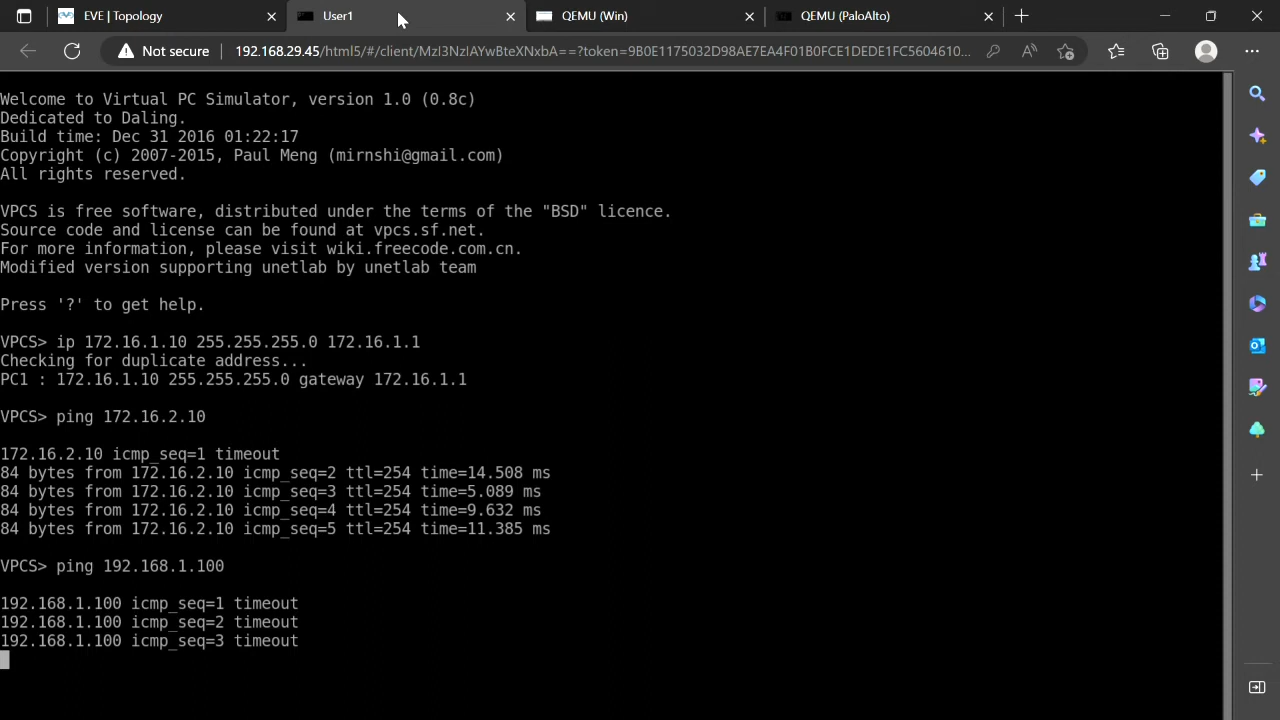 EVE | Topology
User1
QEMU (Win)
QEMU (PaloAlto)
Not secure
192.168.29.45/html5/#/client/MzI3NzIAYwBteXNxbA==?token=9B0E1175032D98AE7EA4F01B0FCE1DEDE1FC5604610...
Welcome to Virtual PC Simulator, version 1.0 (0.8c)
Dedicated to Daling.
Build time: Dec 31 2016 01:22:17
Copyright (c) 2007-2015, Paul Meng (mirnshi@gmail.com)
All rights reserved.
VPCS is free software, distributed under the terms of the "BSD" licence.
Source code and license can be found at vpcs.sf.net.
For more information, please visit wiki.freecode.com.cn.
Modified version supporting unetlab by unetlab team
Press '?' to get help.
VPCS> ip 172.16.1.10 255.255.255.0 172.16.1.1
Checking for duplicate address...
PC1 : 172.16.1.10 255.255.255.0 gateway 172.16.1.1
VPCS> ping 172.16.2.10
172.16.2.10 icmp_seq=1 timeout
84 bytes from 172.16.2.10 icmp_seq=2 ttl=254 time=14.508 ms
84 bytes from 172.16.2.10 icmp_seq=3 ttl=254 time=5.089 ms
84 bytes from 172.16.2.10 icmp_seq=4 ttl=254 time=9.632 ms
84 bytes from 172.16.2.10 icmp_seq=5 ttl=254 time=11.385 ms
VPCS> ping 192.168.1.100
192.168.1.100 icmp_seq=1 timeout
192.168.1.100 icmp_seq=2 timeout
192.168.1.100 icmp_seq=3 timeout